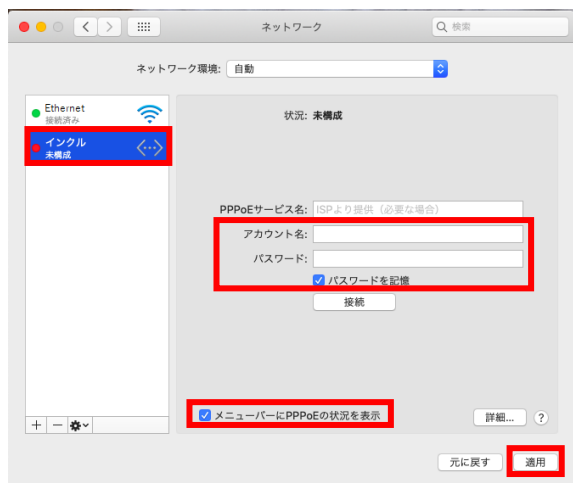 ネットワーク
検索
ネットワーク環境: 自動
Ethernet
接続済み
インクル
未構成
状況: 未構成
PPPoEサービス名: ISPより提供（必要な場合）
アカウント名:
パスワード:
パスワードを記憶
接続
メニューバーにPPPoEの状況を表示
詳細...
?
元に戻す
適用